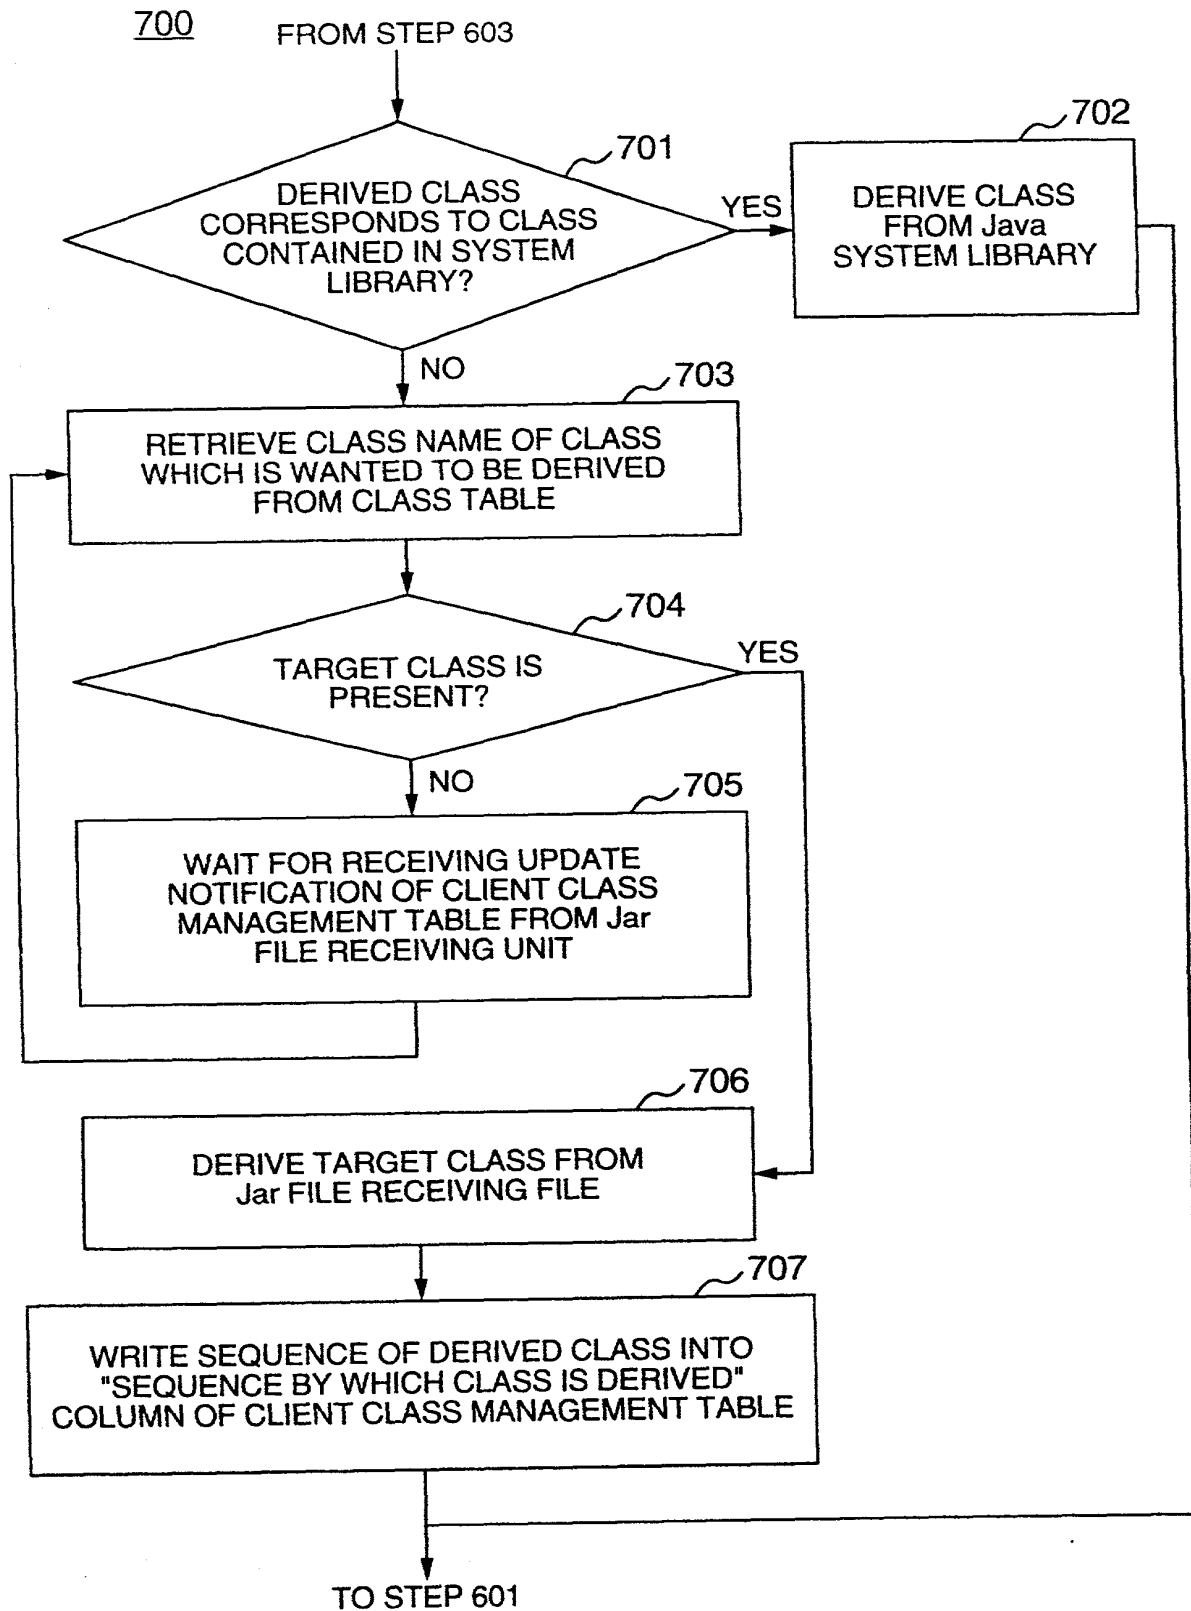 700
FROM STEP 603
701
DERIVED CLASS
CORRESPONDS TO CLASS
CONTAINED IN SYSTEM
LIBRARY?
YES
702
DERIVE CLASS
FROM Java
SYSTEM LIBRARY
NO
703
RETRIEVE CLASS NAME OF CLASS
WHICH IS WANTED TO BE DERIVED
FROM CLASS TABLE
704
TARGET CLASS IS
PRESENT?
YES
NO
705
WAIT FOR RECEIVING UPDATE
NOTIFICATION OF CLIENT CLASS
MANAGEMENT TABLE FROM Jar
FILE RECEIVING UNIT
706
DERIVE TARGET CLASS FROM
Jar FILE RECEIVING FILE
707
WRITE SEQUENCE OF DERIVED CLASS INTO
"SEQUENCE BY WHICH CLASS IS DERIVED"
COLUMN OF CLIENT CLASS MANAGEMENT TABLE
TO STEP 601